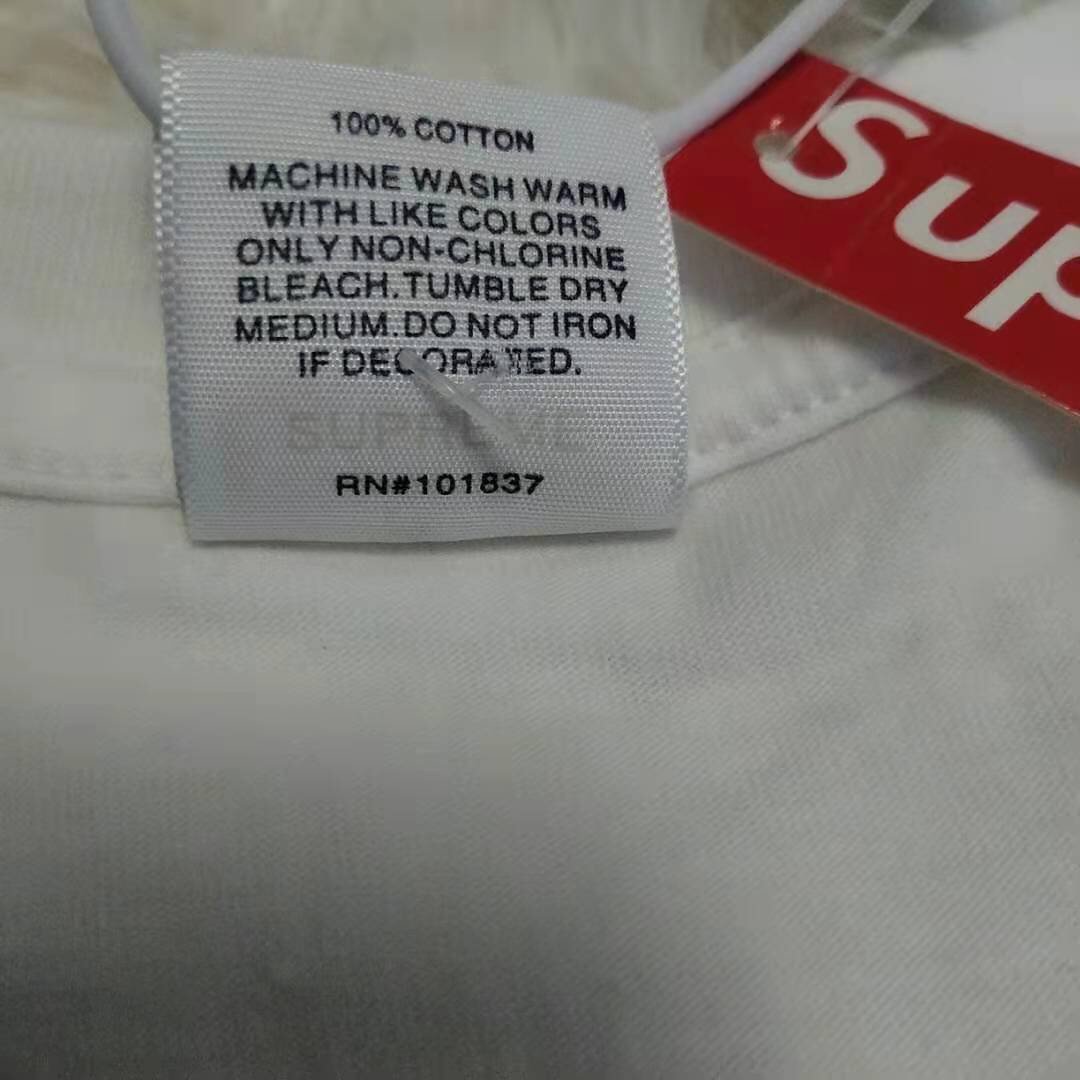 100% COTTON
MACHINE WASH WARM
WITH LIKE COLORS
ONLY NON-CHLORINE
BLEACH.TUMBLE DRY
MEDIUM.DO NOT IRON
IF DECORATED.
SUPREME
RN#101837
Sup